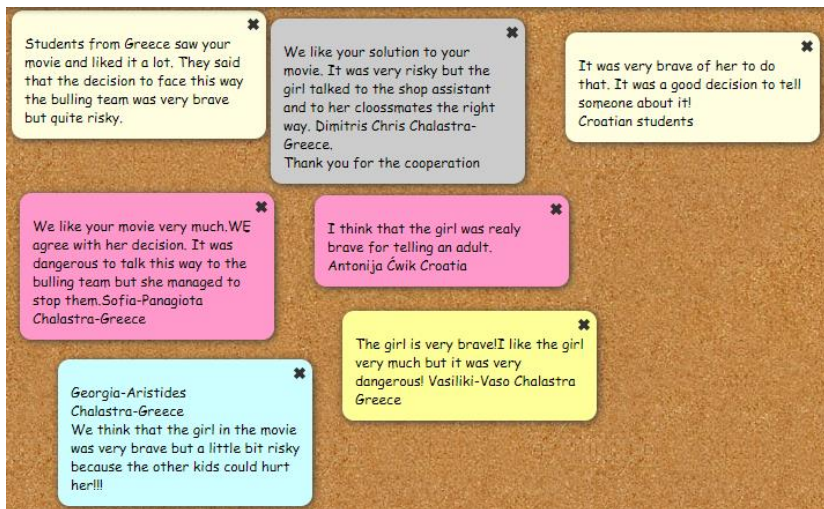 Students from Greece saw your
movie and liked it a lot. They said
that the decision to face this way
the bulling team was very brave
but quite risky.
We like your solution to your
movie. It was very risky but the
girl talked to the shop assistant
and to her cloossmates the right
way. Dimitris Chris Chalastra-
Greece.
Thank you for the cooperation
It was very brave of her to do
that. It was a good decision to tell
someone about it!
Croatian students
We like your movie very much.WE
agree with her decision. It was
dangerous to talk this way to the
bulling team but she managed to
stop them.Sofia-Panagiota
Chalastra-Greece
I think that the girl was realy
brave for telling an adult.
Antonija Ćwik Croatia
The girl is very brave!I like the girl
very much but it was very
dangerous! Vasiliki-Vaso Chalastra
Greece
Georgia-Aristides
Chalastra-Greece
We think that the girl in the movie
was very brave but a little bit risky
because the other kids could hurt
her!!!